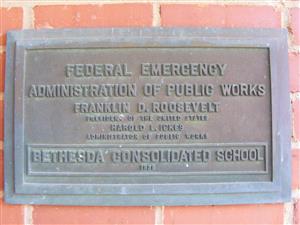 FEDERAL EMERGENCY
ADMINISTRATION OF PUBLIC WORKS
FRANKLIN D. ROOSEVELT
PRESIDENT OF THE UNITED STATES
HAROLD L. ICKES
ADMINISTRATOR OF PUBLIC WORKS
BETHESDA CONSOLIDATED SCHOOL